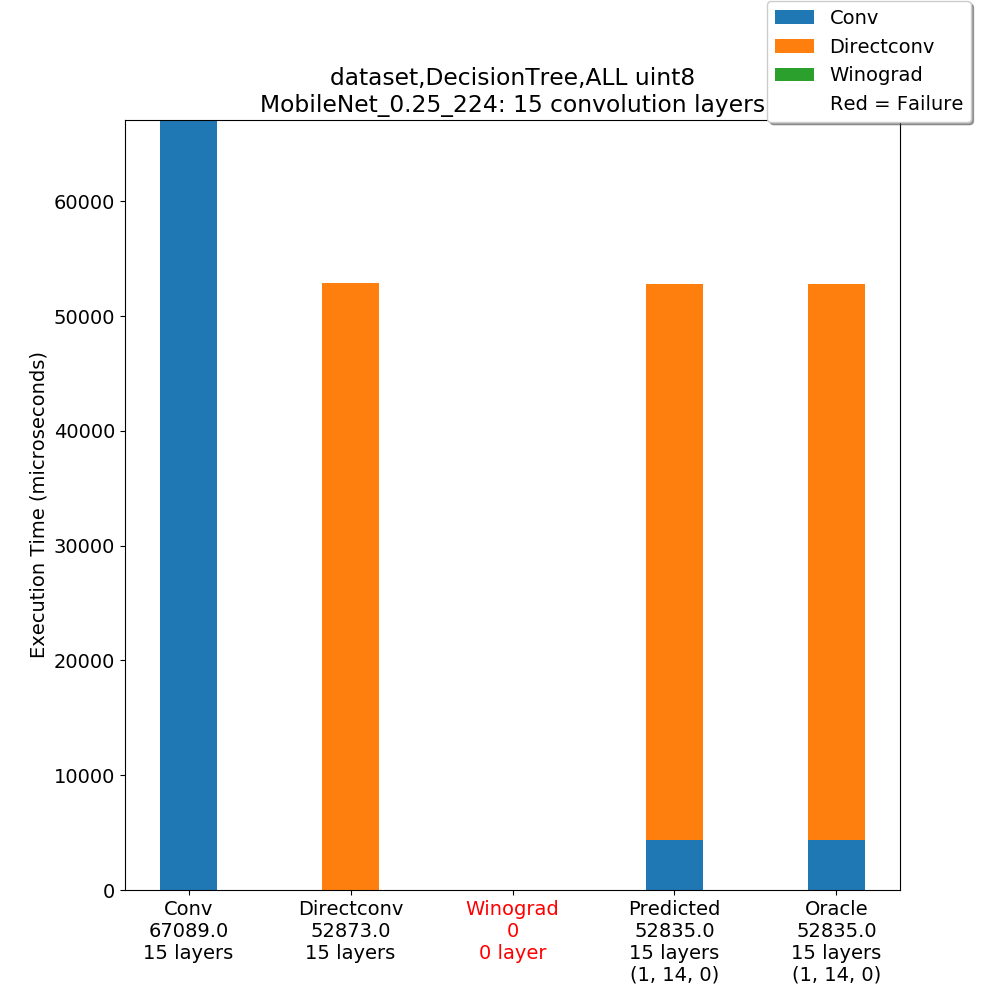 Conv
Directconv
Winograd
Red = Failure
dataset,DecisionTree,ALL uint8
MobileNet_0.25_224: 15 convolution layers
Execution Time (microseconds)
60000
50000
40000
30000
20000
10000
0
Conv
67089.0
15 layers
Directconv
52873.0
15 layers
Winograd
0
0 layer
Predicted
52835.0
15 layers
(1, 14, 0)
Oracle
52835.0
15 layers
(1, 14, 0)